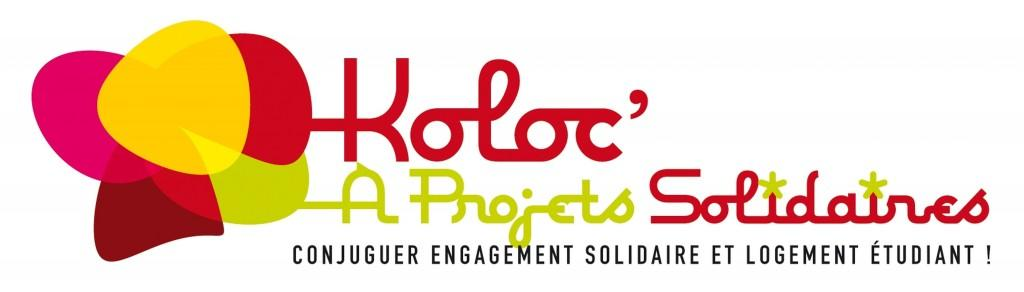 Koloc'
À Projets Solidaires
CONJUGUER ENGAGEMENT SOLIDAIRE ET LOGEMENT ÉTUDIANT !